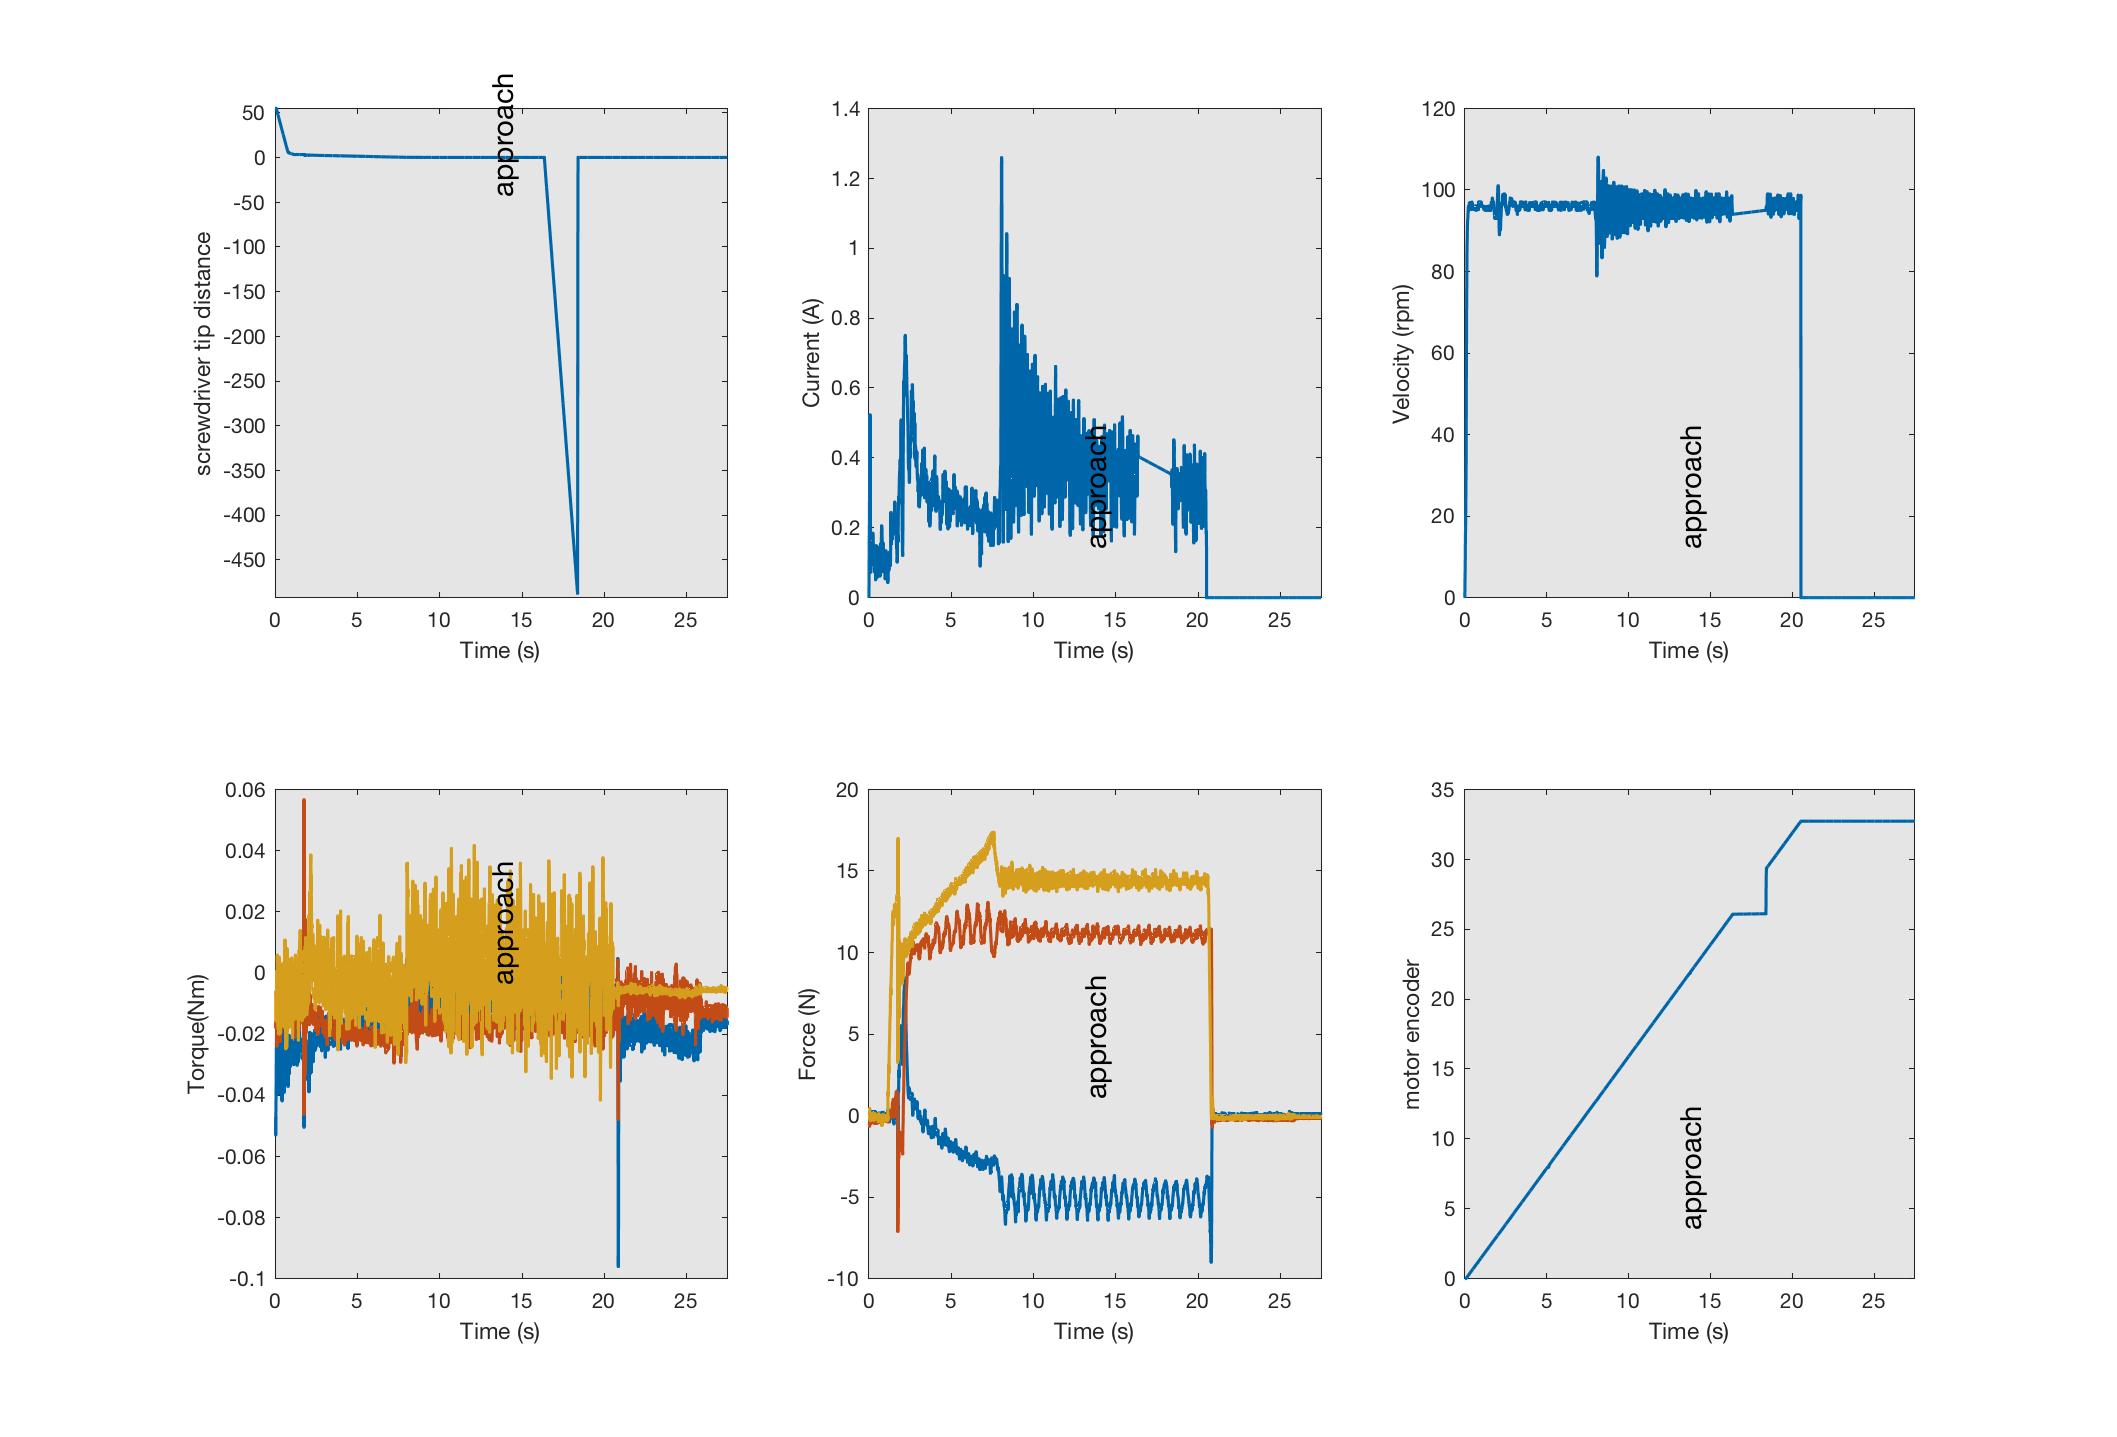 approach
50
0
-50
-100
-150
-200
-250
-300
-350
-400
-450
screwdriver tip distance
0 5 10 15 20 25
Time (s)
1.4
1.2
1
0.8
0.6
0.4
0.2
0
Current (A)
approach
0 5 10 15 20 25
Time (s)
120
100
80
60
40
20
0
Velocity (rpm)
approach
0 5 10 15 20 25
Time (s)
0.06
0.04
0.02
0
-0.02
-0.04
-0.06
-0.08
-0.1
Torque(Nm)
approach
0 5 10 15 20 25
Time (s)
20
15
10
5
0
-5
-10
Force (N)
approach
0 5 10 15 20 25
Time (s)
35
30
25
20
15
10
5
0
motor encoder
approach
0 5 10 15 20 25
Time (s)